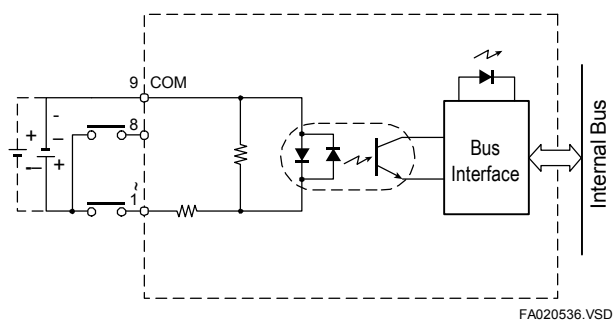 9 COM
8
~
1
+
-
-
+
+
-
Bus
Interface
Internal Bus
FA020536.VSD